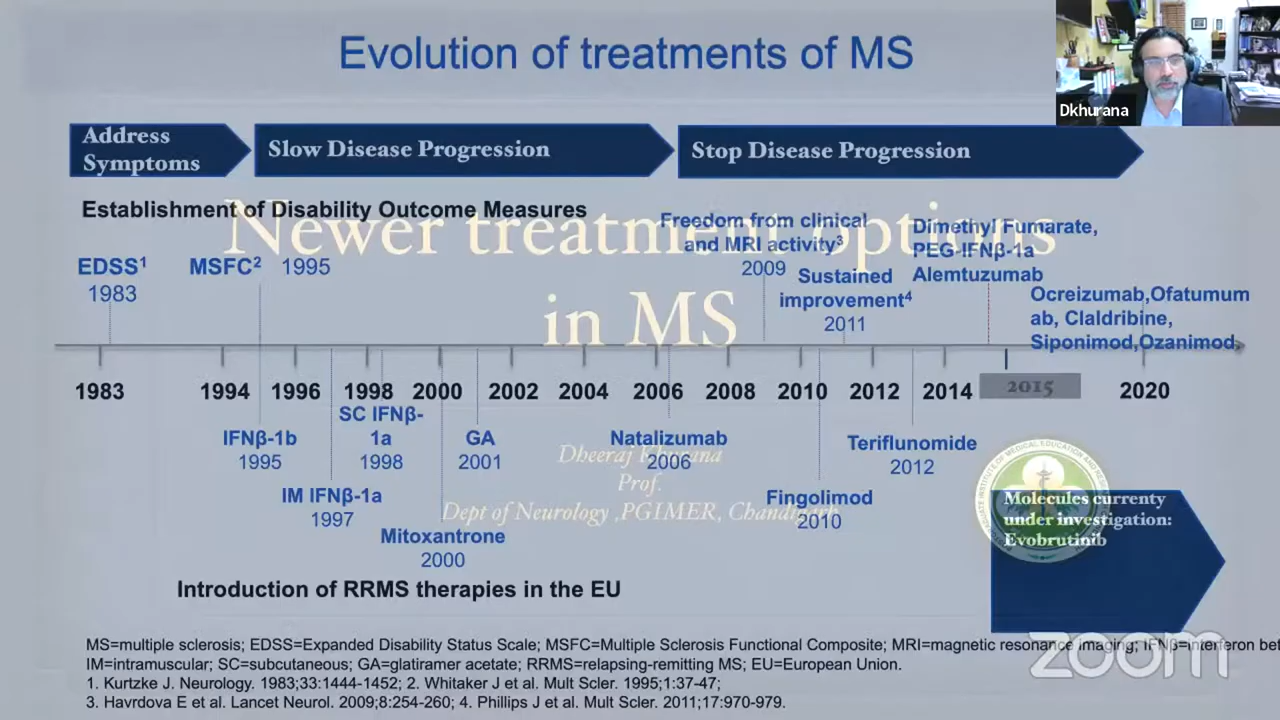 Evolution of treatments of MS
Dkhurana
Address
Symptoms
Slow Disease Progression
Stop Disease Progression
Establishment of Disability Outcome Measures
Newer treatment options
in MS
EDSS1
1983
MSFC2 1995
Freedom from clinical
and MRI activity3
2009
Sustained
improvement4
2011
Dimethyl Fumarate,
PEG-IFNβ-1a
Alemtuzumab
Ocreizumab,Ofatumum
ab, Claldribine,
Siponimod,Ozanimod,
1983 1994 1996 1998 2000 2002 2004 2006 2008 2010 2012 2014 2015 2020
IFNβ-1b
1995
SC IFNβ-
1a
1998
GA
2001
Natalizumab
2006
Teriflunomide
2012
IM IFNβ-1a
1997
Mitoxantrone
2000
Fingolimod
2010
Dheeraj Khurana
Prof.
Dept of Neurology ,PGIMER, Chandigarh
Molecules currenty
under investigation:
Evobrutinib
Introduction of RRMS therapies in the EU
MS=multiple sclerosis; EDSS=Expanded Disability Status Scale; MSFC=Multiple Sclerosis Functional Composite; MRI=magnetic resonance imaging; IFNβ=interferon
IM=intramuscular; SC=subcutaneous; GA=glatiramer acetate; RRMS=relapsing-remitting MS; EU=European Union.
1. Kurtzke J. Neurology. 1983;33:1444-1452; 2. Whitaker J et al. Mult Scler. 1995;1:37-47;
3. Havrdova E et al. Lancet Neurol. 2009;8:254-260; 4. Phillips J et al. Mult Scler. 2011;17:970-979.
zoom